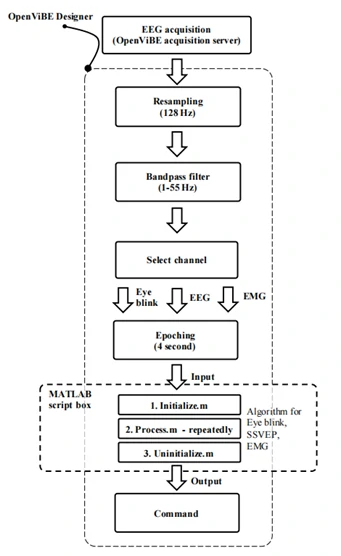 OpenViBE Designer
EEG acquisition
(OpenViBE acquisition server)
Resampling
(128 Hz)
Bandpass filter
(1-55 Hz)
Select channel
Eye
blink
EEG
EMG
Epoching
(4 second)
Input
MATLAB
script box
1. Initialize.m
2. Process.m - repeatedly
3. Uninitialize.m
Algorithm for
Eye blink,
SSVEP,
EMG
Output
Command